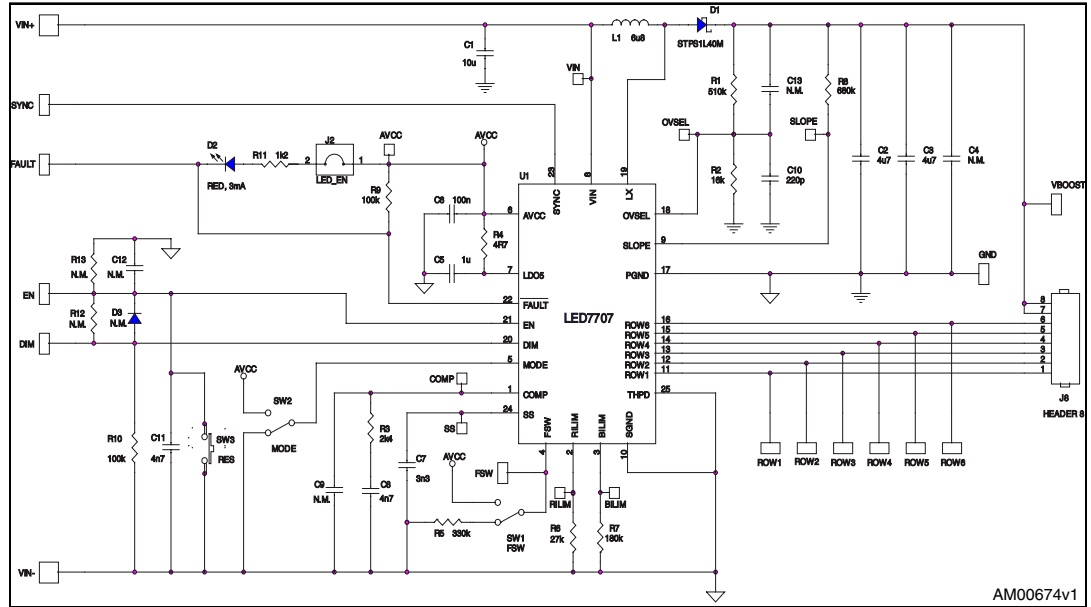 VIN+
D1
L1 6u8
STPS1L40M
C1
10u
VIN
R1
510k
C13
N.M.
R8
680k
SYNC
OVSEL
SLOPE
J2
AVCC
AVCC
FAULT
D2
R11 1k2
2
1
LED_EN
RED, 3mA
R9
100k
C2
4u7
C3
4u7
C4
N.M.
R2
16k
C10
220p
VBOOST
U1
23
8
19
SYNC
VIN
LX
C6 100n
6
AVCC
OVSEL
18
R4
4R7
SLOPE
9
C5 1u
7
LDO5
PGND
17
GND
R13
N.M.
C12
N.M.
22
FAULT
LED7707
EN
R12
N.M.
D3
N.M.
21
EN
DIM
20
DIM
5
MODE
ROW6
16
ROW5
15
ROW4
14
ROW3
13
ROW2
12
ROW1
11
8
7
6
5
4
3
2
1
J8
HEADER 8
AVCC
SW2
MODE
COMP
1
COMP
THPD
25
24
SS
SS
FSW
RILIM
BILIM
SGND
4
2
3
10
R10
100k
C11
4n7
SW3
RES
R3
2k4
C7
3n3
AVCC
FSW
C9
N.M.
C8
4n7
RILIM
BILIM
ROW1
ROW2
ROW3
ROW4
ROW5
ROW6
R5 330k
SW1
FSW
R6
27k
R7
180k
VIN-
AM00674v1